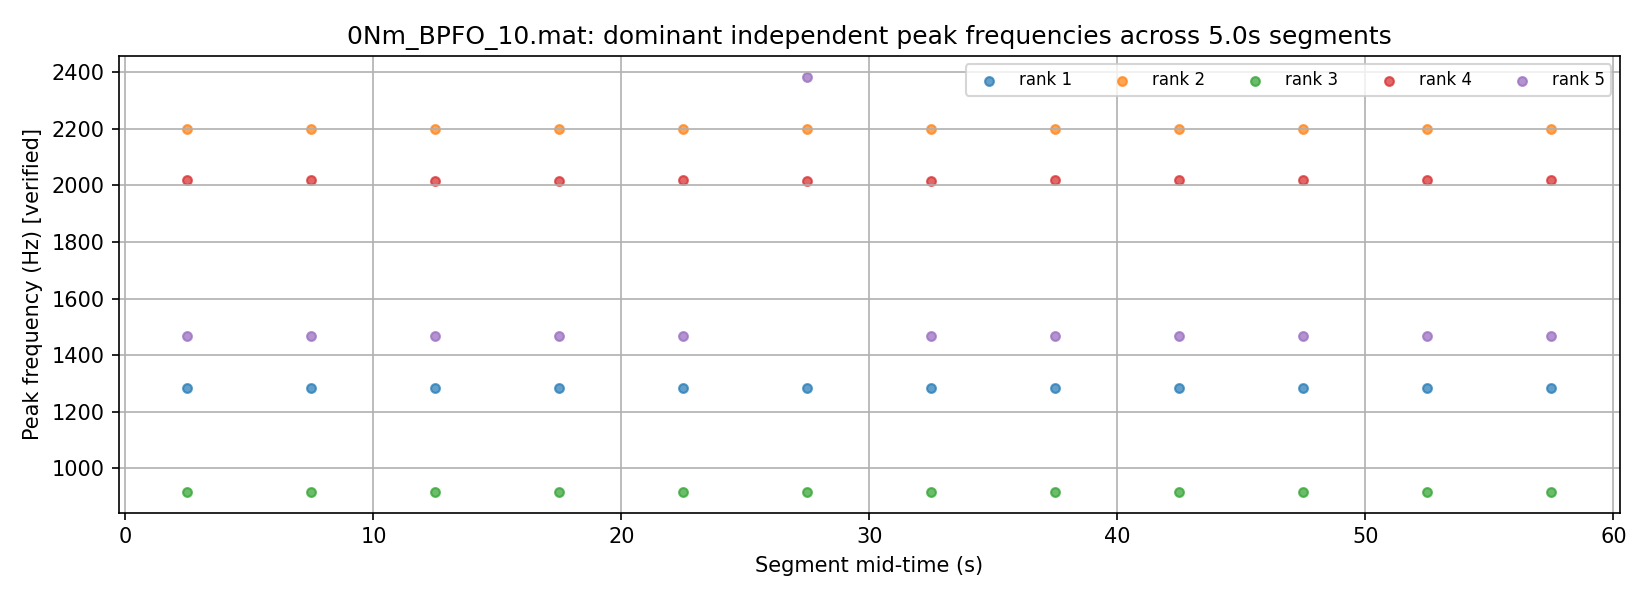 0Nm_BPFO_10.mat: dominant independent peak frequencies across 5.0s segments
rank 1 rank 2 rank 3 rank 4 rank 5
Peak frequency (Hz) [verified]
2400
2200
2000
1800
1600
1400
1200
1000
0 10 20 30 40 50 60
Segment mid-time (s)